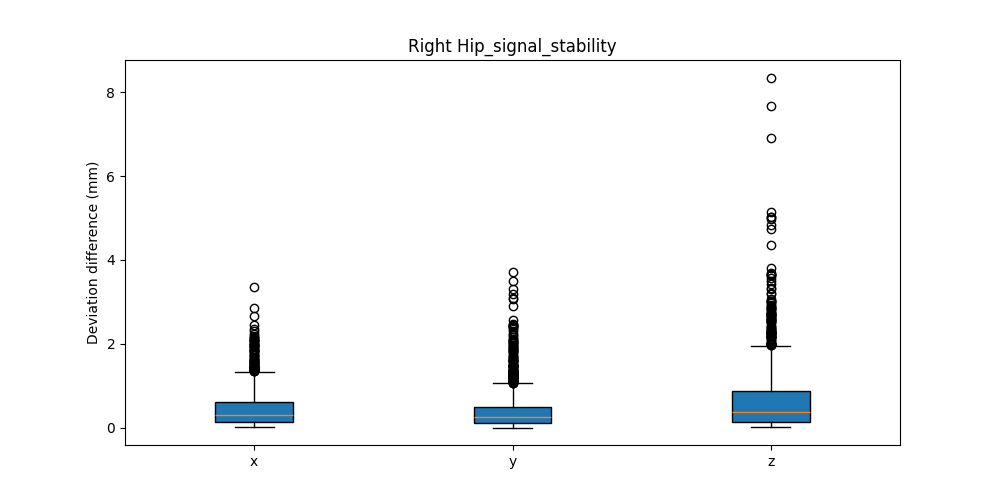 Right Hip_signal_stability
Deviation difference (mm)
8
6
4
2
0
x
y
z